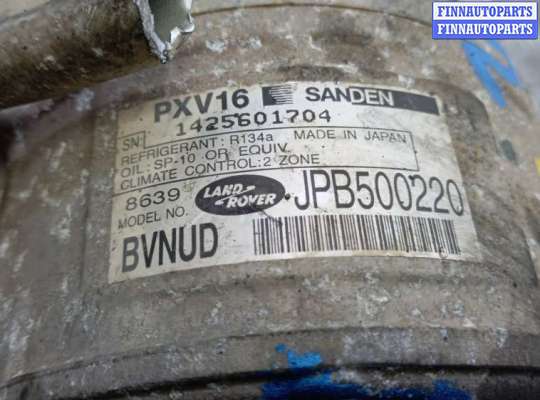 FINNAUTOPARTS
FINNAUTOPARTS
PXV16 SANDEN
SN: 1425601704
REFRIGERANT: R134a MADE IN JAPAN
OIL: SP-10 OR EQUIV.
CLIMATE CONTROL: 2 ZONE
8639 LAND ROVER JPB500220
MODEL NO.
BVNUD